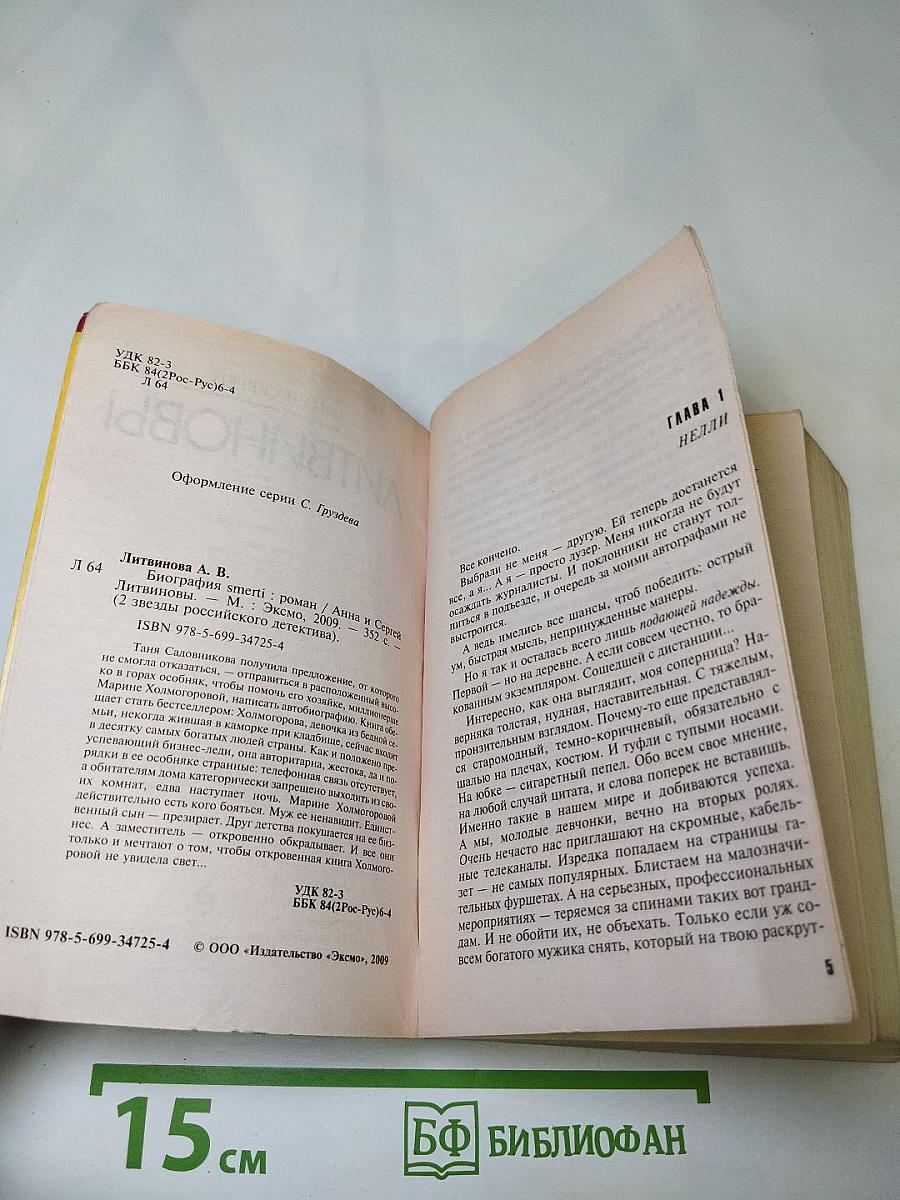 УДК 82-3
ББК 84(2Рос-Рус)6-4
Л 64
Оформление серии С. Груздева
Литвинова А. В.
Л 64
Биография smerti : роман / Анна и Сергей
Литвиновы. — М. : Эксмо, 2009. — 352 с. —
(2 звезды российского детектива).
ISBN 978-5-699-34725-4
Таня Садовникова получила предложение, от которого
не смогла отказаться, — отправиться в расположенный высо-
ко в горах особняк, чтобы помочь его хозяйке, миллионерше
Марине Холмогоровой, написать автобиографию. Книга обе-
щает стать бестселлером: Холмогорова, девочка из бедной се-
мьи, некогда жившая в каморке при кладбище, сейчас входит
в десятку самых богатых людей страны. Как и положено пре-
успевающий бизнес-леди, она авторитарна, жестока, да и по-
рядки в ее особняке странные: телефонная связь отсутствует,
а обитателям дома категорически запрещено выходить из сво-
их комнат, едва наступает ночь. Марине Холмогоровой
действительно есть кого бояться. Муж ее ненавидит. Единст-
венный сын — презирает. Друг детства покушается на ее биз-
нес. А заместитель — откровенно обкрадывает. И все они
только и мечтают о том, чтобы откровенная книга Холмого-
ровой не увидела свет...
УДК 82-3
ББК 84(2Рос-Рус)6-4
ISBN 978-5-699-34725-4
© ООО «Издательство «Эксмо», 2009
ГЛАВА 1
НЕЛЛИ
Все кончено.
Выбрали не меня — другую. Ей теперь достанется
все, а я... А я — просто лузер. Меня никогда не будут
осаждать журналисты. И поклонники не станут тол-
питься в подъезде, и очередь за моими автографами не
выстроится.
А ведь имелись все шансы, чтоб победить: острый
ум, быстрая мысль, непринужденные манеры.
Но я так и осталась всего лишь подающей надежды.
Первой — но на деревне. А если совсем честно, то бра-
кованным экземпляром. Сошедшей с дистанции...
Интересно, как она выглядит, моя соперница? На-
верняка толстая, нудная, наставительная. С тяжелым,
пронзительным взглядом. Почему-то еще представлял-
ся старомодный, темно-коричневый, обязательно с
шалью на плечах, костюм. И туфли с тупыми носами.
На юбке — сигаретный пепел. Обо всем свое мнение,
на любой случай цитата, и слова поперек не вставишь.
Именно такие в нашем мире и добиваются успеха.
А мы, молодые девчонки, вечно на вторых ролях.
Очень нечасто нас приглашают на скромные, кабель-
ные телеканалы. Изредка попадаем на страницы га-
зет — не самых популярных. Блистаем на малозначи-
тельных фуршетах. А на серьезных, профессиональных
мероприятиях — теряемся за спинами таких вот гранд-
дам. И не обойти их, не объехать. Только если уж со-
всем богатого мужика снять, который на твою раскрут-
5
15 см
БФ БИБЛИОФАН